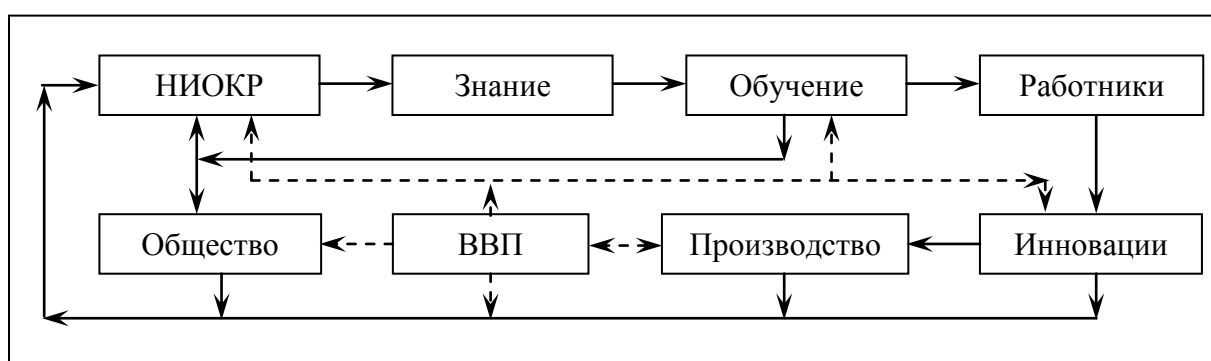 НИОКР
Знание
Обучение
Работники
Общество
ВВП
Производство
Инновации